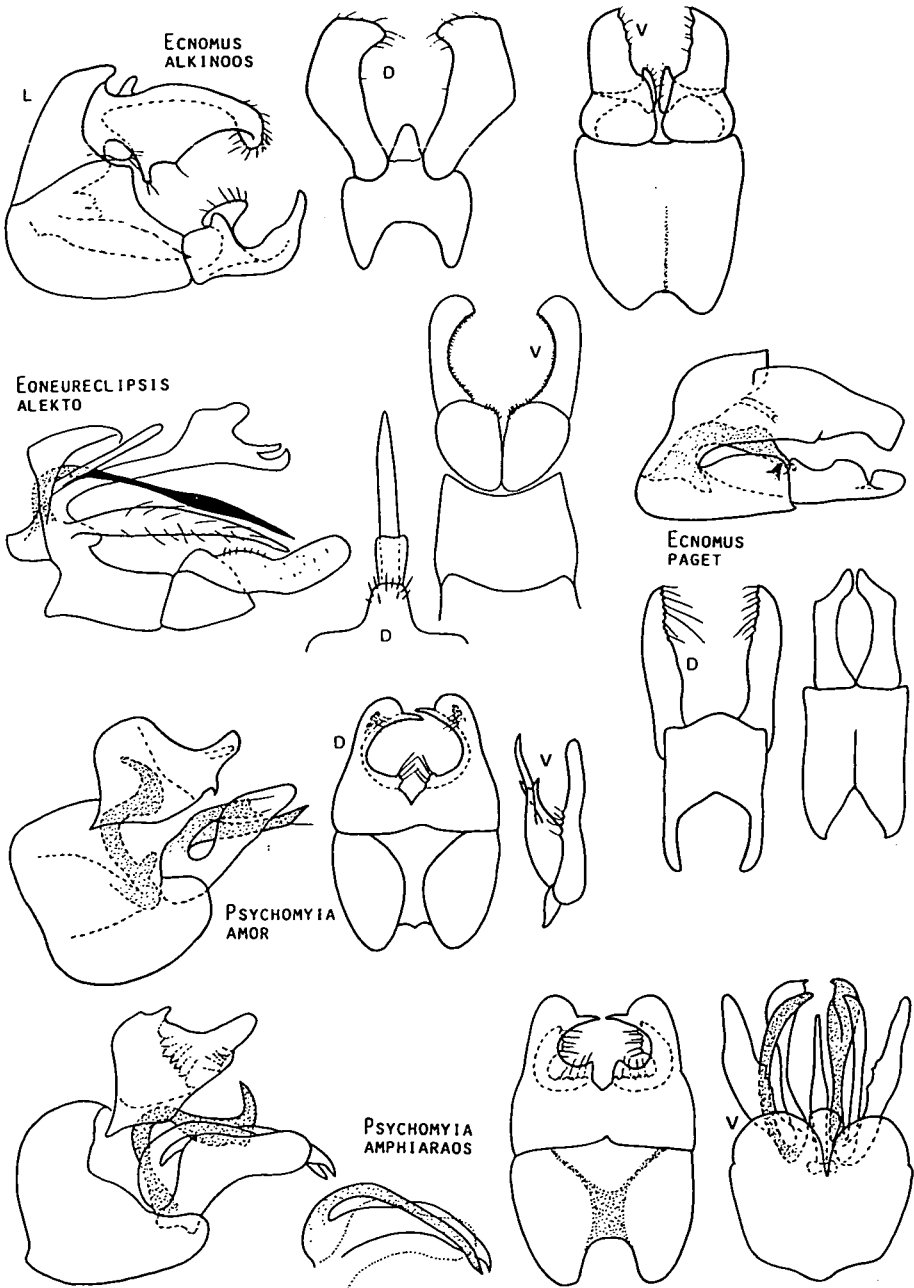 ECNOMUS
ALKINOOS
L
D
V
EONEURECLIPSIS
ALEKTO
V
D
ECNOMUS
PAGET
D
D
V
PSYCHOMYIA
AMOR
PSYCHOMYIA
AMPHIARAOS
V